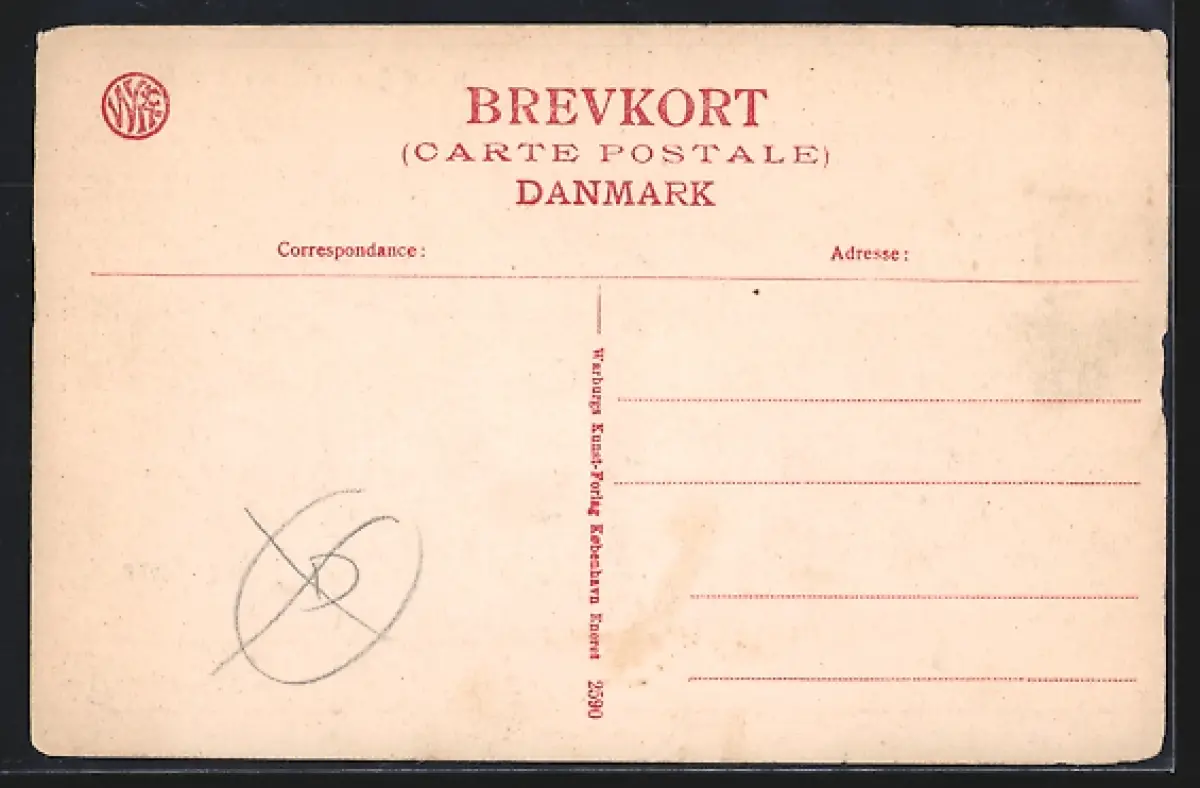 BREVKORT
(CARTE POSTALE)
DANMARK
Correspondance:
Adresse:
Warburgs Kunst-Forlag København Eneret 2590
D